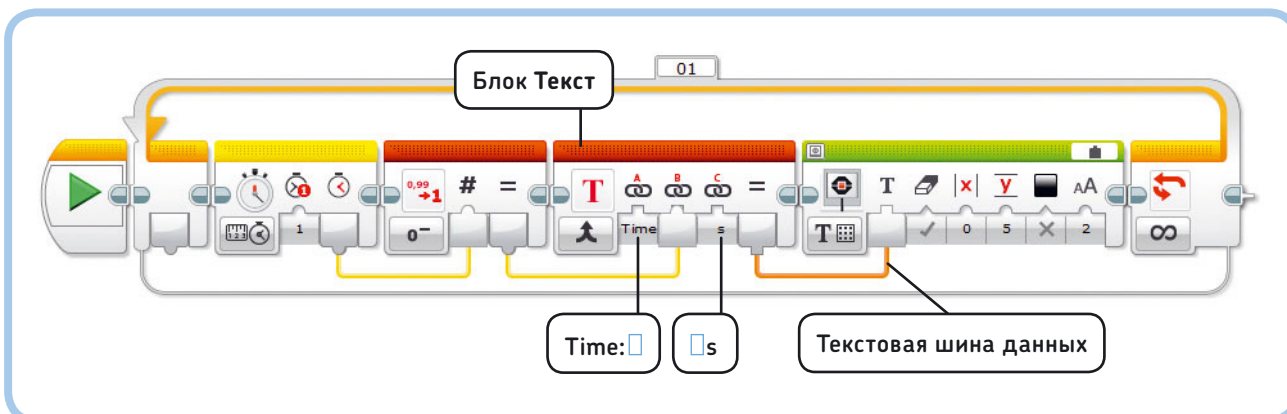 01
Блок Текст
0,99
→1
#
=
T
A
B
C
=
T
x
y
AA
1
0
Time
s
T
0
5
2
∞
Time:
s
Текстовая шина данных